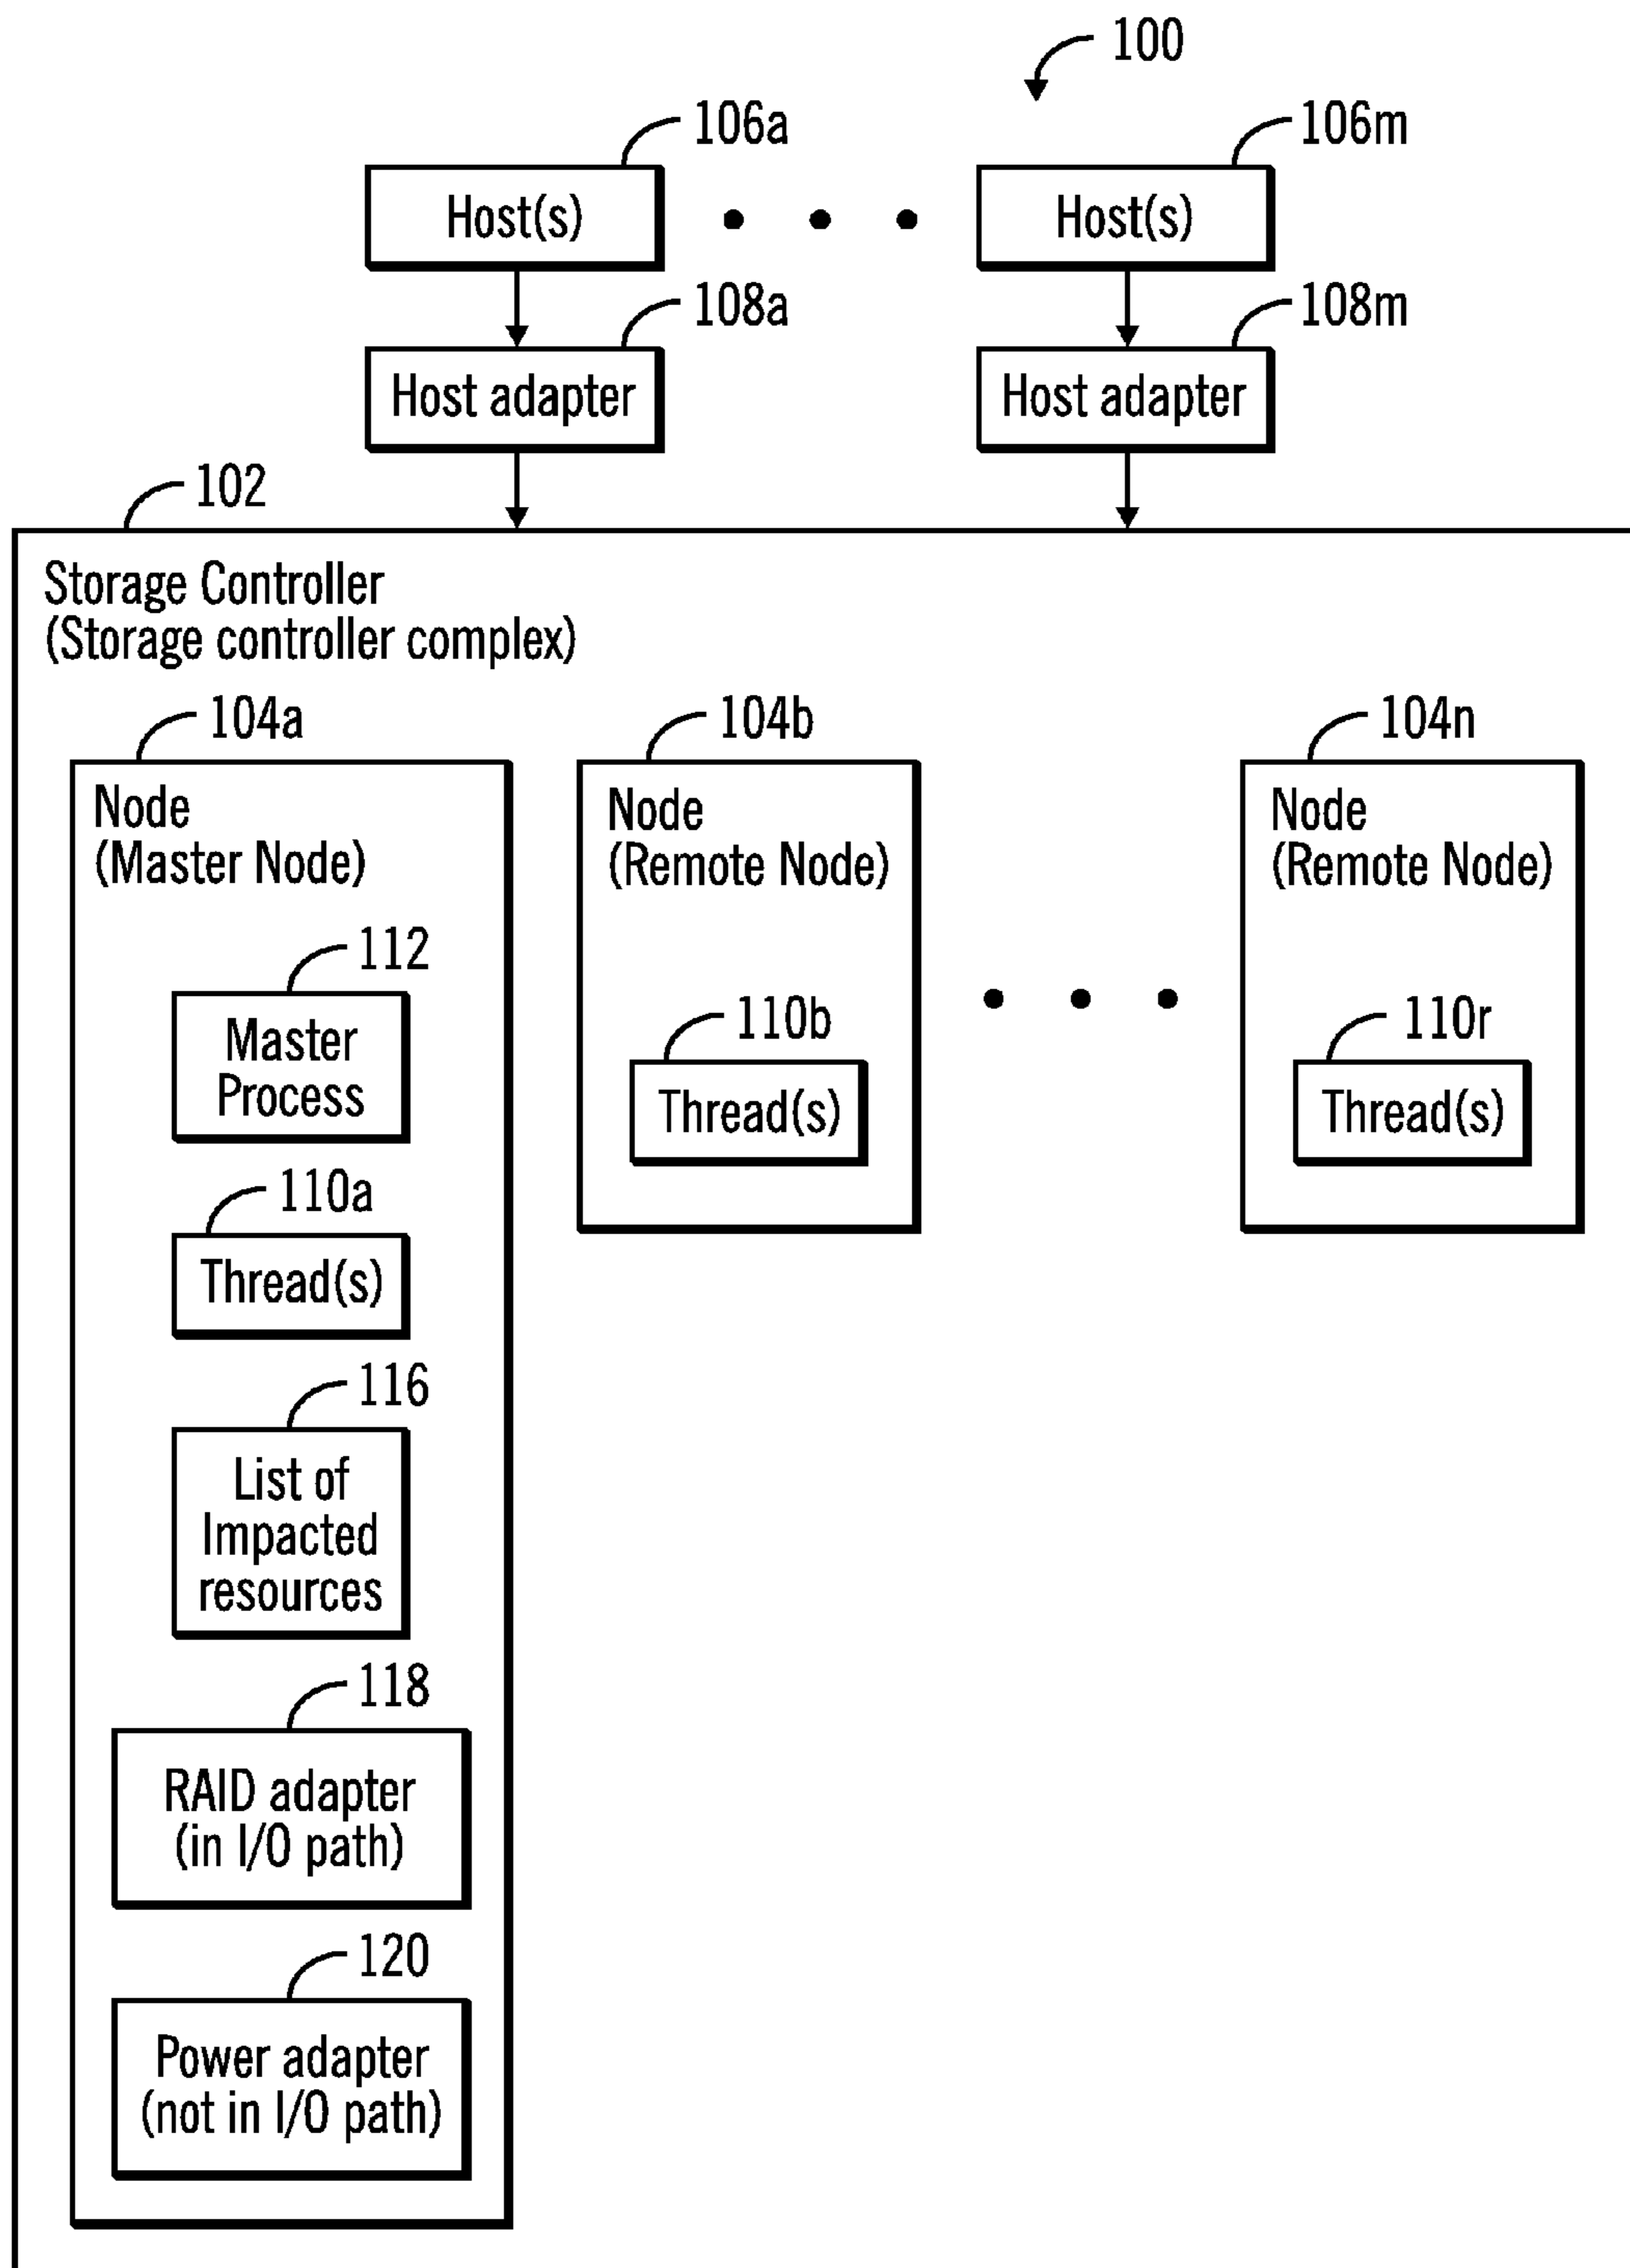 100
106a
106m
Host(s)
Host(s)
108a
108m
Host adapter
Host adapter
102
Storage Controller
(Storage controller complex)
104a
104b
104n
Node
(Master Node)
Node
(Remote Node)
Node
(Remote Node)
112
Master
Process
110b
Thread(s)
110r
Thread(s)
110a
Thread(s)
116
List of
Impacted
resources
118
RAID adapter
(in I/O path)
120
Power adapter
(not in I/O path)